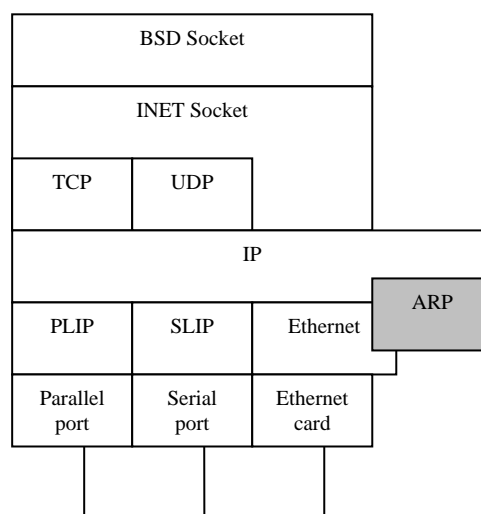 BSD Socket
INET Socket
TCP
UDP
IP
ARP
PLIP
SLIP
Ethernet
Parallel
port
Serial
port
Ethernet
card